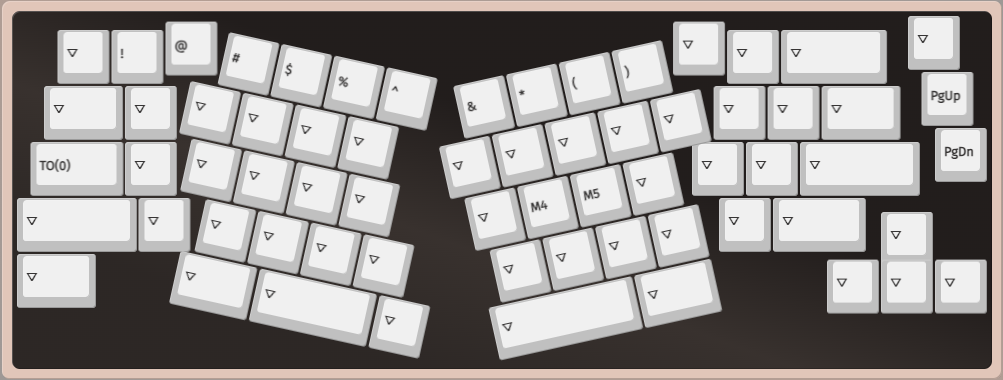 ▽ ! @ # $ % ^ & * ( ) ▽ ▽ ▽ ▽
▽ ▽ ▽ ▽ ▽ ▽ ▽ ▽ ▽ ▽ ▽ ▽ ▽ ▽ PgUp
TO(0) ▽ ▽ ▽ ▽ ▽ ▽ M4 M5 ▽ ▽ ▽ ▽ PgDn
▽ ▽ ▽ ▽ ▽ ▽ ▽ ▽ ▽ ▽ ▽ ▽ ▽
▽ ▽ ▽ ▽ ▽ ▽ ▽ ▽ ▽